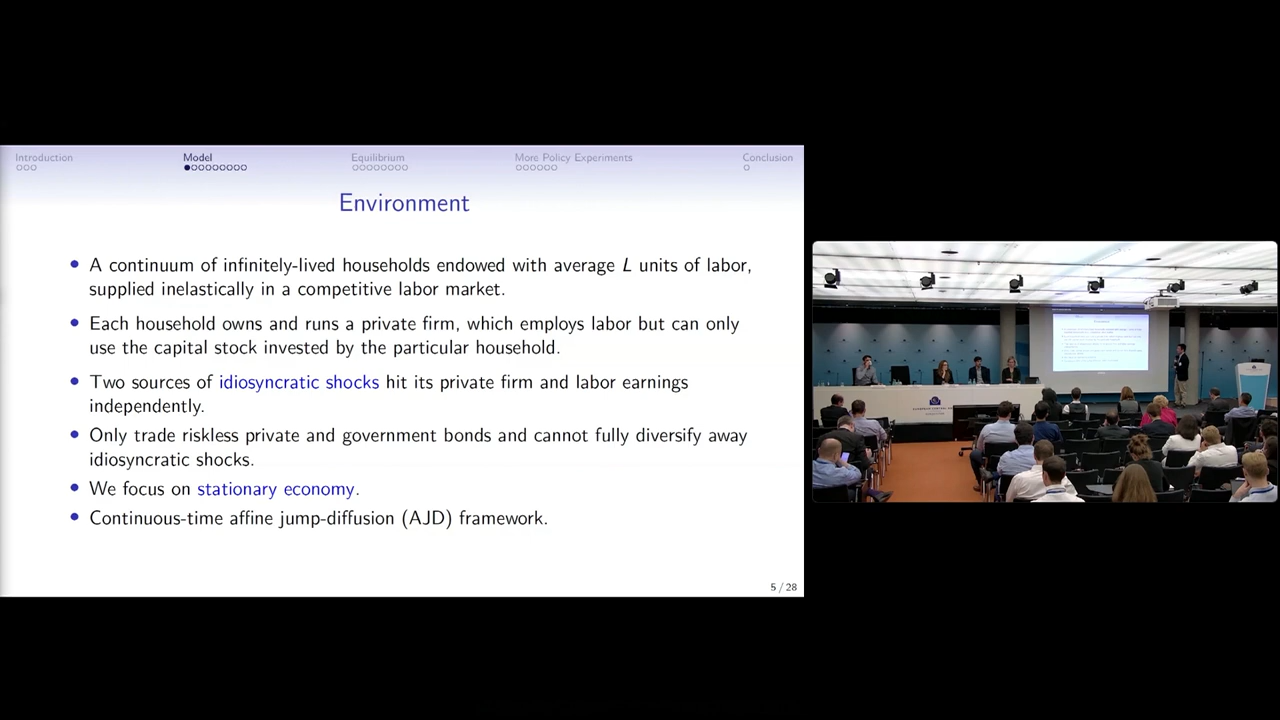 Introduction
Model
Equilibrium
More Policy Experiments
Conclusion
Environment
• A continuum of infinitely-lived households endowed with average L units of labor,
supplied inelastically in a competitive labor market.
• Each household owns and runs a private firm, which employs labor but can only
use the capital stock invested by the particular household.
• Two sources of idiosyncratic shocks hit its private firm and labor earnings
independently.
• Only trade riskless private and government bonds and cannot fully diversify away
idiosyncratic shocks.
• We focus on stationary economy.
• Continuous-time affine jump-diffusion (AJD) framework.
5 / 28